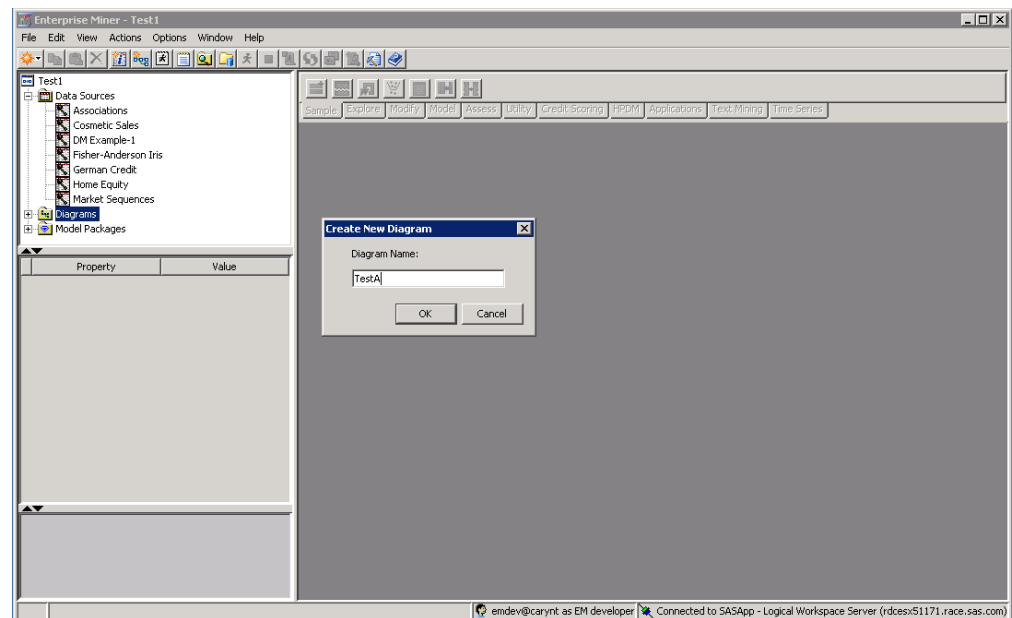 Enterprise Miner - Test1
File Edit View Actions Options Window Help
Test1
Data Sources
Associations
Cosmetic Sales
DM Example-1
Fisher-Anderson Iris
German Credit
Home Equity
Market Sequences
Diagrams
Model Packages
Property Value
Sample Explore Modify Model Assess Utility Credit Scoring HPDM Applications Text Mining Time Series
Create New Diagram
Diagram Name:
TestA
OK Cancel
emdev@carynt as EM developer Connected to SASApp - Logical Workspace Server (rdcesx51171.race.sas.com)